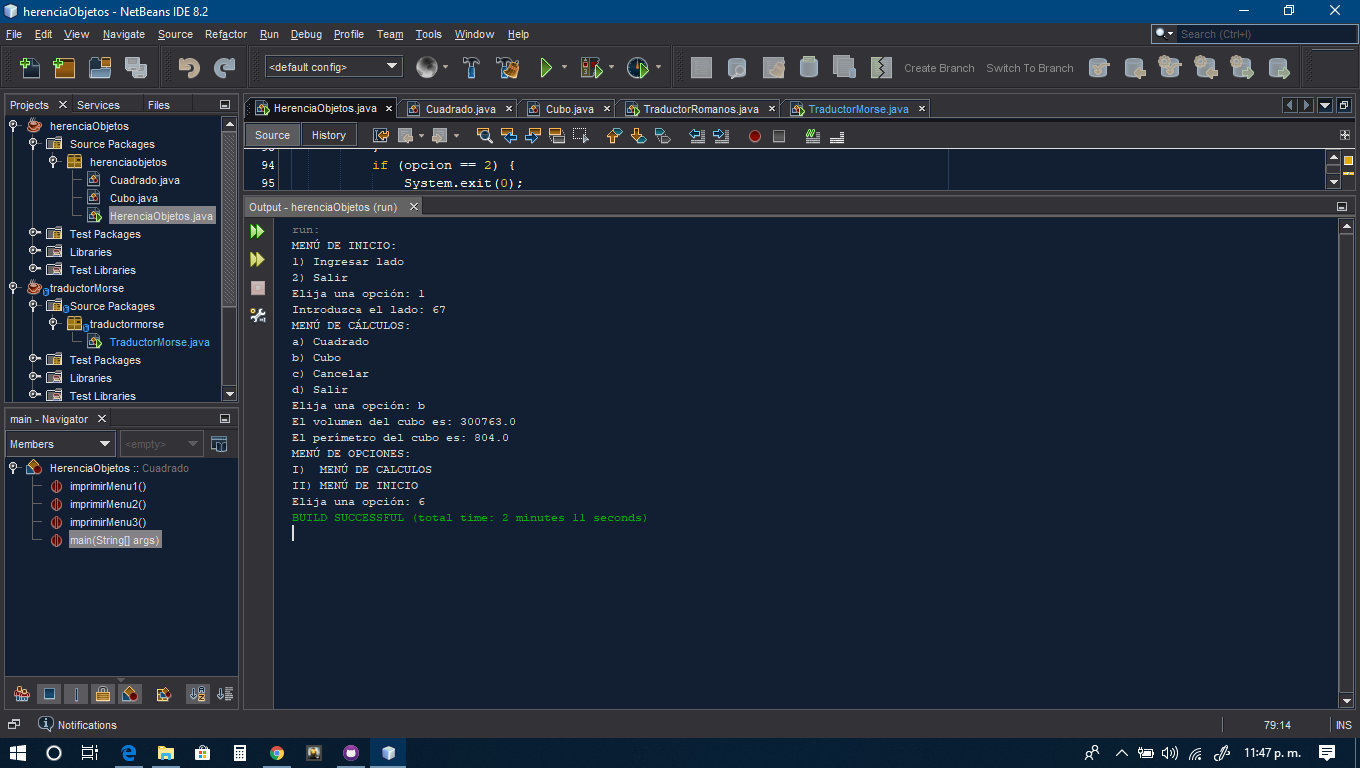 herenciaObjetos - NetBeans IDE 8.2
File Edit View Navigate Source Refactor Run Debug Profile Team Tools Window Help
Search (Ctrl+I)
<default config>
Create Branch Switch To Branch
Projects Services Files
HerenciaObjetos.java Cuadrado.java Cubo.java TraductorRomanos.java TraductorMorse.java
Source History
94 if (opcion == 2) {
95 System.exit(0);
herenciaObjetos
Source Packages
herenciaobjetos
Cuadrado.java
Cubo.java
HerenciaObjetos.java
Test Packages
Libraries
Test Libraries
traductorMorse
Source Packages
traductormorse
TraductorMorse.java
Test Packages
Libraries
Test Libraries
main - Navigator
Members <empty>
HerenciaObjetos :: Cuadrado
imprimirMenu1()
imprimirMenu2()
imprimirMenu3()
main(String[] args)
Output - herenciaObjetos (run)
run:
MENÚ DE INICIO:
1) Ingresar lado
2) Salir
Elija una opción: 1
Introduzca el lado: 67
MENÚ DE CÁLCULOS:
a) Cuadrado
b) Cubo
c) Cancelar
d) Salir
Elija una opción: b
El volumen del cubo es: 300763.0
El perímetro del cubo es: 804.0
MENÚ DE OPCIONES:
I)  MENÚ DE CALCULOS
II) MENÚ DE INICIO
Elija una opción: 6
BUILD SUCCESSFUL (total time: 2 minutes 11 seconds)
Notifications
79:14 INS
11:47 p. m.